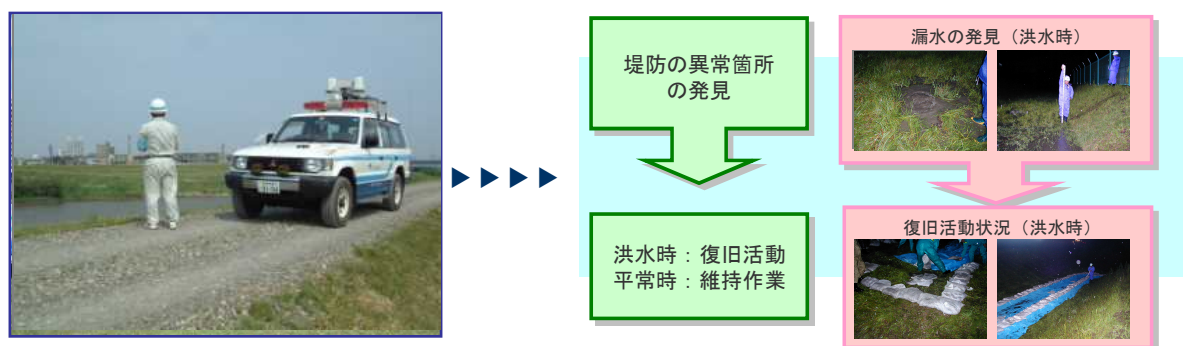 堤防の異常箇所
の発見
漏水の発見（洪水時）
洪水時：復旧活動
平常時：維持作業
復旧活動状況（洪水時）